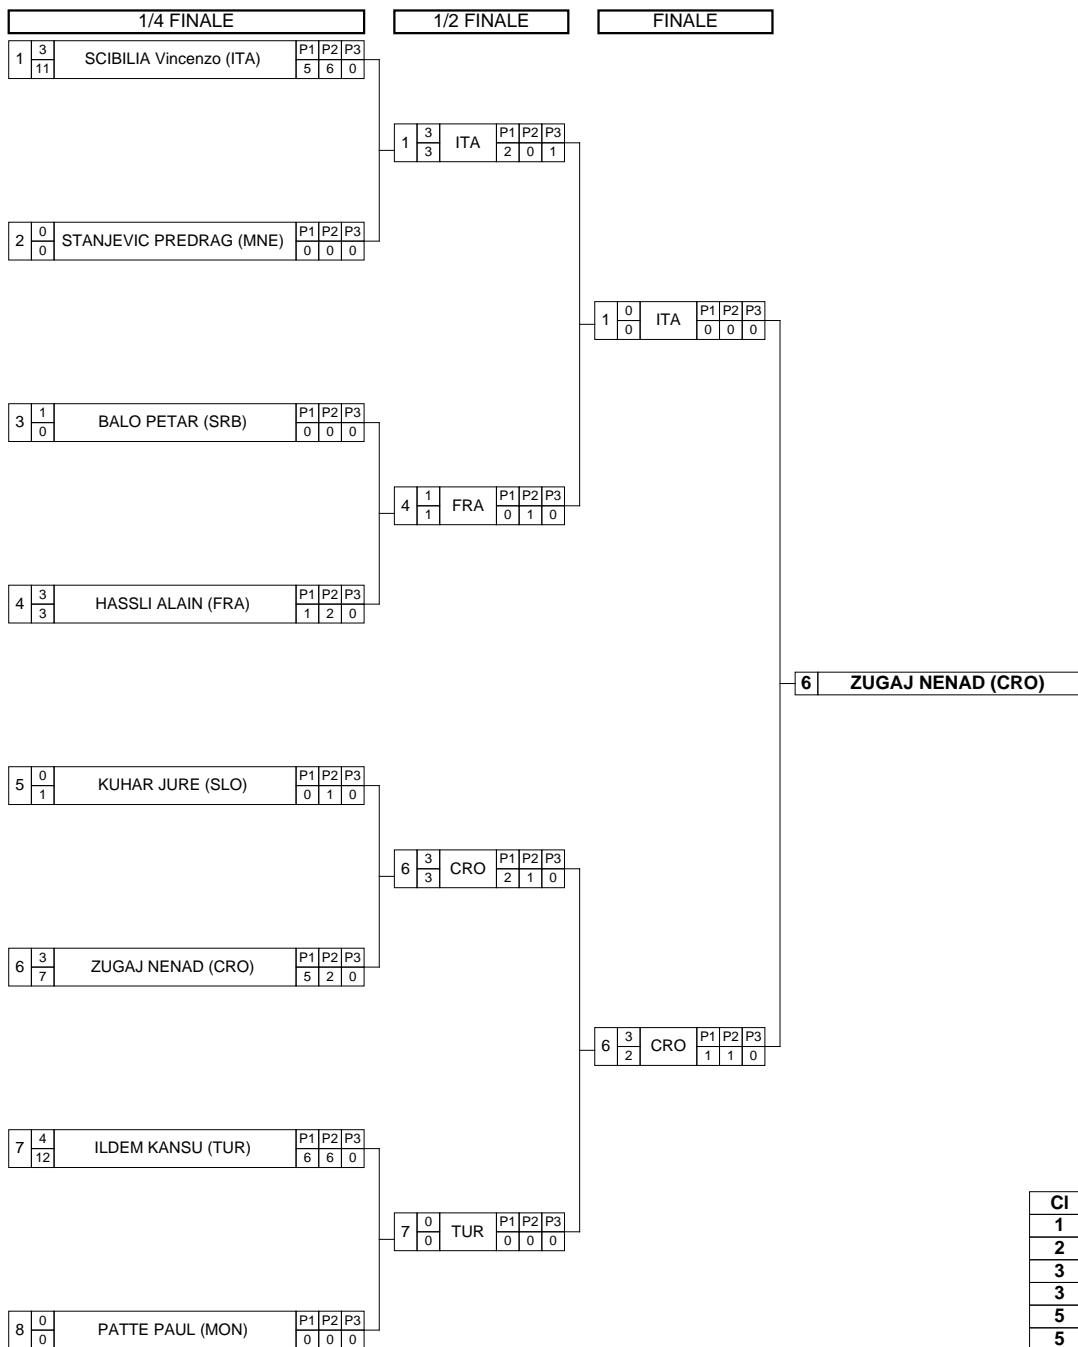 1/4 FINALE 1/2 FINALE FINALE
1 3 11 SCIBILIA Vincenzo (ITA) P1 P2 P3 5 6 0
1 3 3 ITA P1 P2 P3 2 0 1
2 0 0 STANJEVIC PREDRAG (MNE) P1 P2 P3 0 0 0
1 0 0 ITA P1 P2 P3 0 0 0
3 1 0 BALO PETAR (SRB) P1 P2 P3 0 0 0
4 1 1 FRA P1 P2 P3 0 1 0
4 3 3 HASSLI ALAIN (FRA) P1 P2 P3 1 2 0
6 ZUGAJ NENAD (CRO)
5 0 1 KUHAR JURE (SLO) P1 P2 P3 0 1 0
6 3 3 CRO P1 P2 P3 2 1 0
6 3 7 ZUGAJ NENAD (CRO) P1 P2 P3 5 2 0
6 3 2 CRO P1 P2 P3 1 1 0
7 4 12 ILDEM KANSU (TUR) P1 P2 P3 6 6 0
7 0 0 TUR P1 P2 P3 0 0 0
8 0 0 PATTE PAUL (MON) P1 P2 P3 0 0 0
Cl
1
2
3
3
5
5